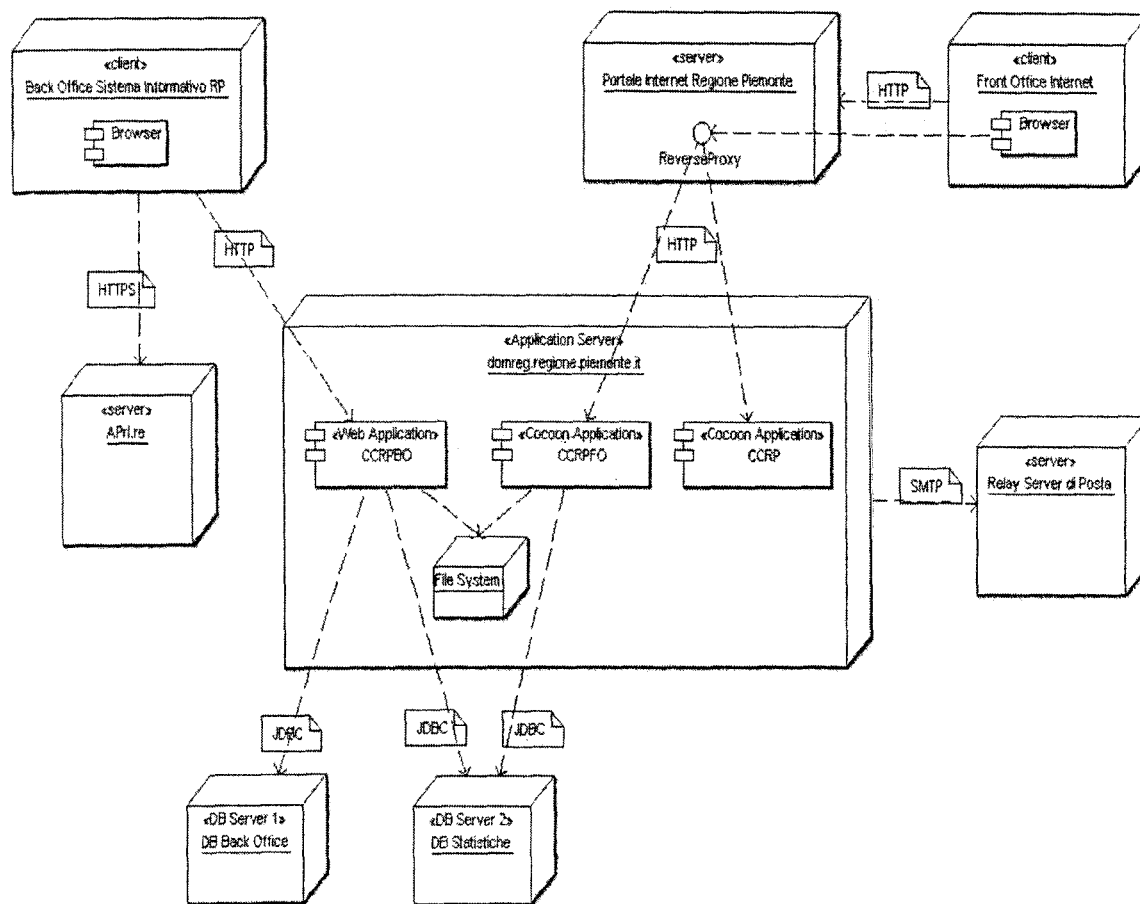 «client»
Back Office Sistema Informativo RP
Browser
«server»
Portale Internet Regione Piemonte
ReverseProxy
HTTP
«client»
Front Office Internet
Browser
HTTP
HTTPS
HTTP
«Application Server»
domreg.regione.piemonte.it
«server»
«Web Application»
CCRPBO
«Cocoon Application»
CCRPFO
«Cocoon Application»
CCRP
SMTP
«server»
Relay Server di Posta
File System
JDBC
JDBC
JDBC
«DB Server 1»
DB Back Office
«DB Server 2»
DB Statistiche